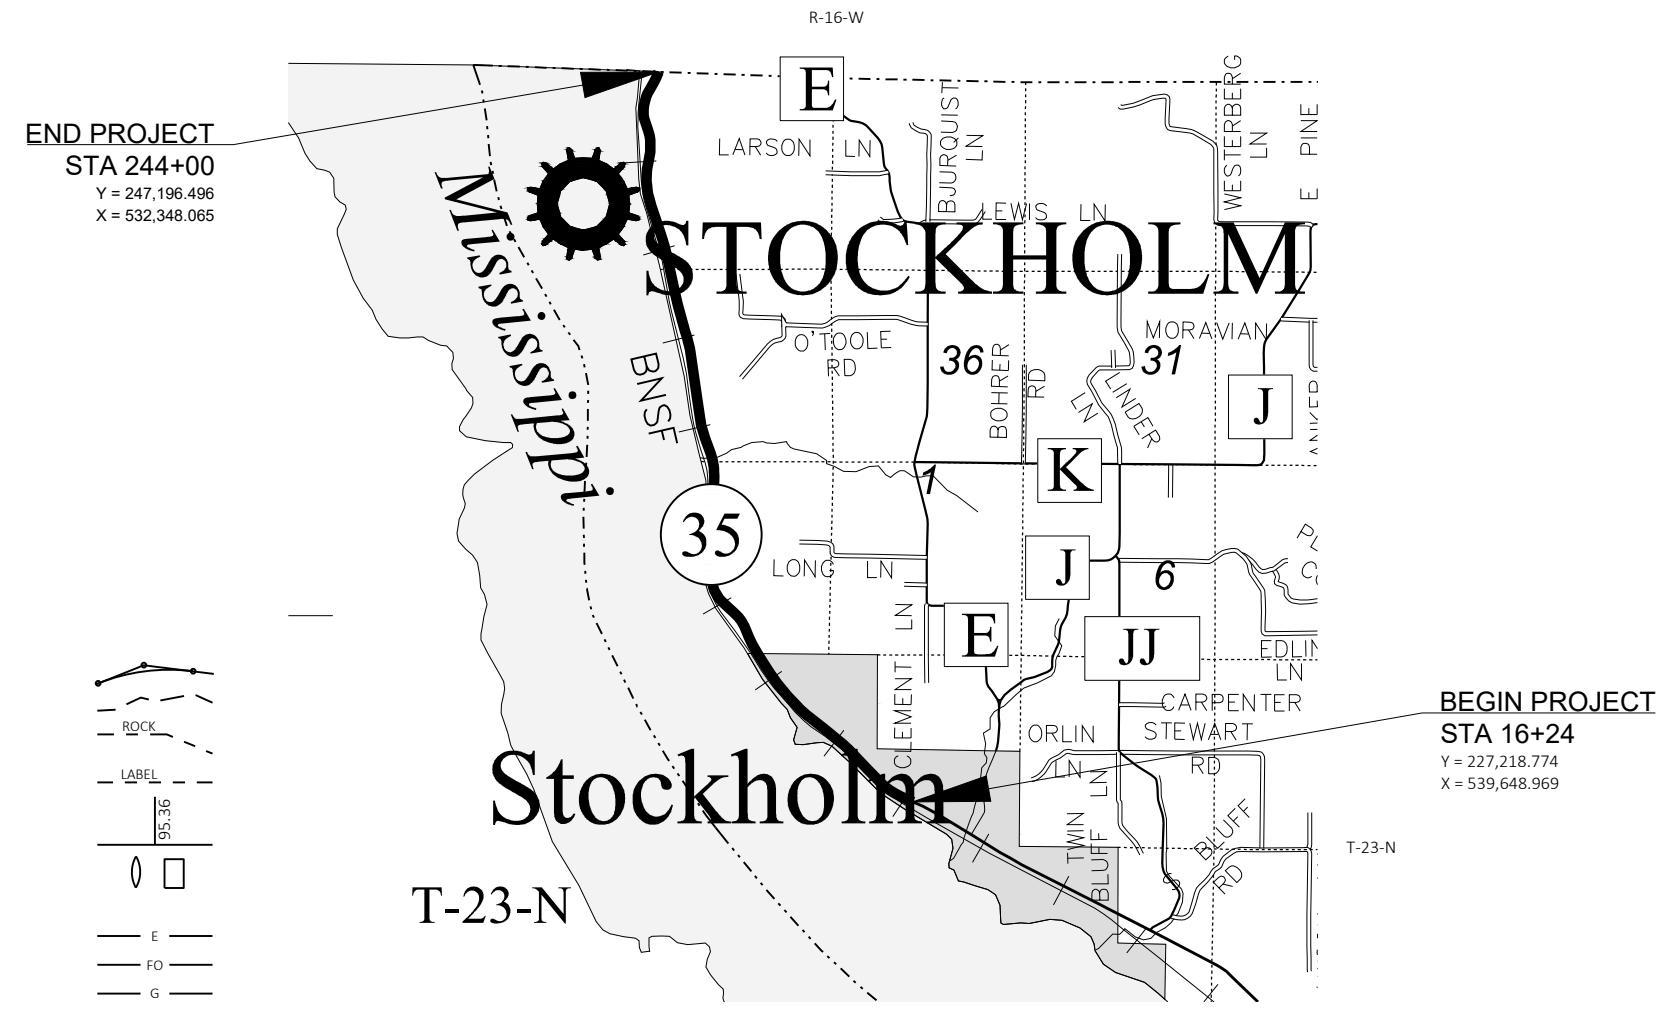 R-16-W
E
END PROJECT
STA 244+00
Y = 247,196.496
X = 532,348.065
LARSON LN
BJURQUIST LN
WESTERBERG LN
E PINE
LEWIS LN
Mississippi
STOCKHOLM
O'TOOLE RD
BNSF
36
BOHRER RD
MORAVIAN
31
LINDER LN
J
K
1
35
LONG LN
J
6
E
JJ
CLEMENT LN
LN
CARPENTER
STEWART RD
ORLIN LN
BEGIN PROJECT
STA 16+24
Y = 227,218.774
X = 539,648.969
Stockholm
TWIN BLUFF LN
BLUFF RD
S
T-23-N
T-23-N
ROCK
LABEL
95.36
E
FO
G